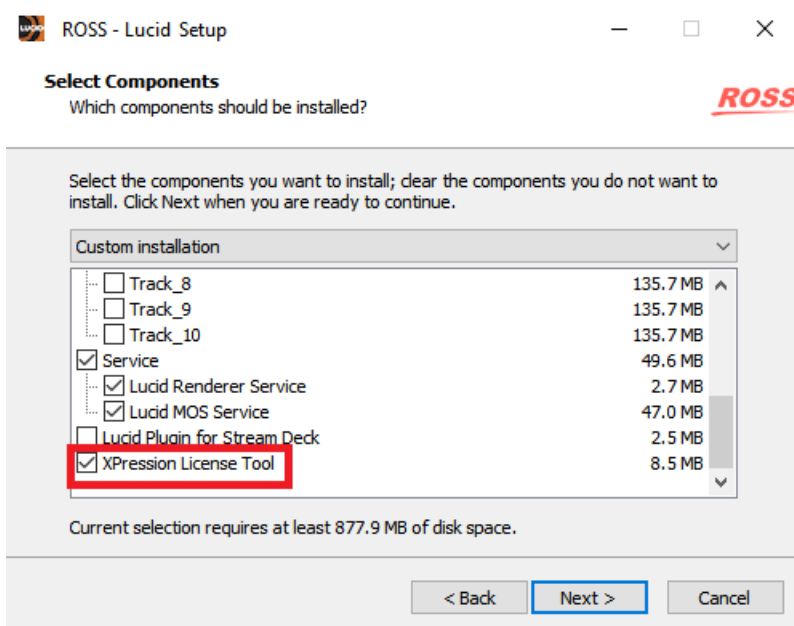 LUCID
ROSS - Lucid Setup
Select Components
Which components should be installed?
ROSS
Select the components you want to install; clear the components you do not want to
install. Click Next when you are ready to continue.
Custom installation
Track_8 135.7 MB
Track_9 135.7 MB
Track_10 135.7 MB
Service 49.6 MB
Lucid Renderer Service 2.7 MB
Lucid MOS Service 47.0 MB
Lucid Plugin for Stream Deck 2.5 MB
XPression License Tool 8.5 MB
Current selection requires at least 877.9 MB of disk space.
< Back Next > Cancel